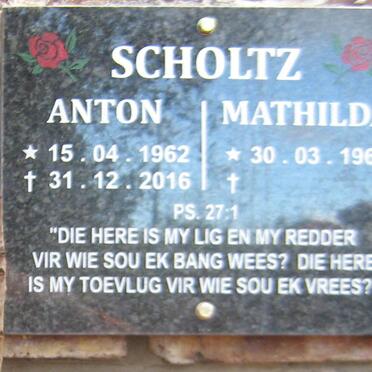 SCHOLTZ
ANTON MATHILD
★ 15 . 04 . 1962 ★ 30 . 03 . 196
† 31 . 12 . 2016 †
PS. 27:1
"DIE HERE IS MY LIG EN MY REDDER
VIR WIE SOU EK BANG WEES? DIE HERE
IS MY TOEVLUG VIR WIE SOU EK VREES?